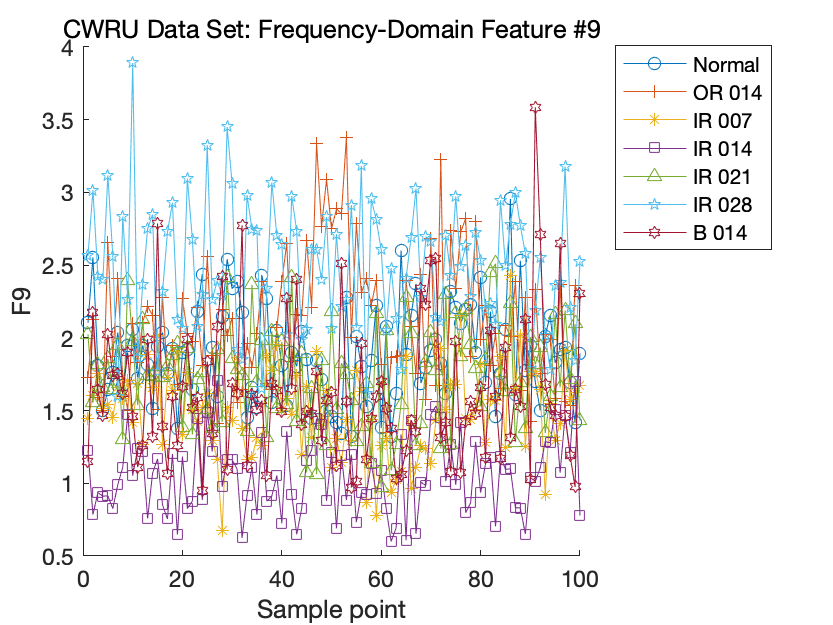 CWRU Data Set: Frequency-Domain Feature #9
4
3.5
3
2.5
2
1.5
1
0.5
F9
0
20
40
60
80
100
Sample point
Normal
OR 014
IR 007
IR 014
IR 021
IR 028
B 014